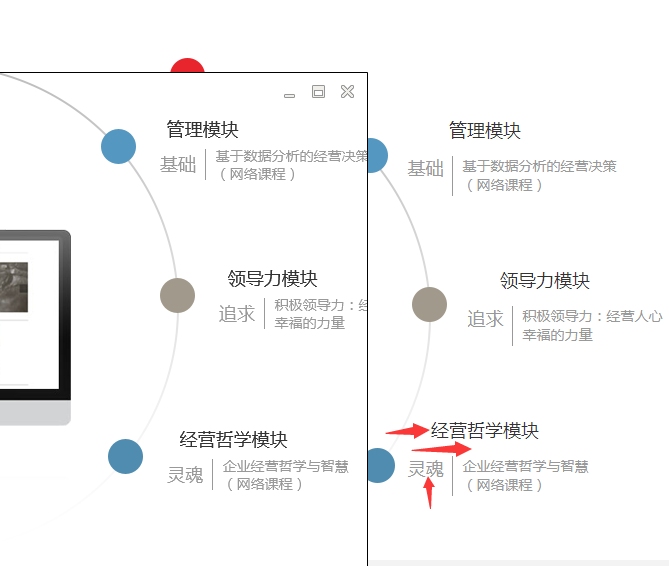 管理模块
基础
基于数据分析的经营决策
（网络课程）
领导力模块
追求
积极领导力：经
幸福的力量
经营哲学模块
灵魂
企业经营哲学与智慧
（网络课程）
管理模块
基础
基于数据分析的经营决策
（网络课程）
领导力模块
追求
积极领导力：经营人心
幸福的力量
经营哲学模块
灵魂
企业经营哲学与智慧
（网络课程）